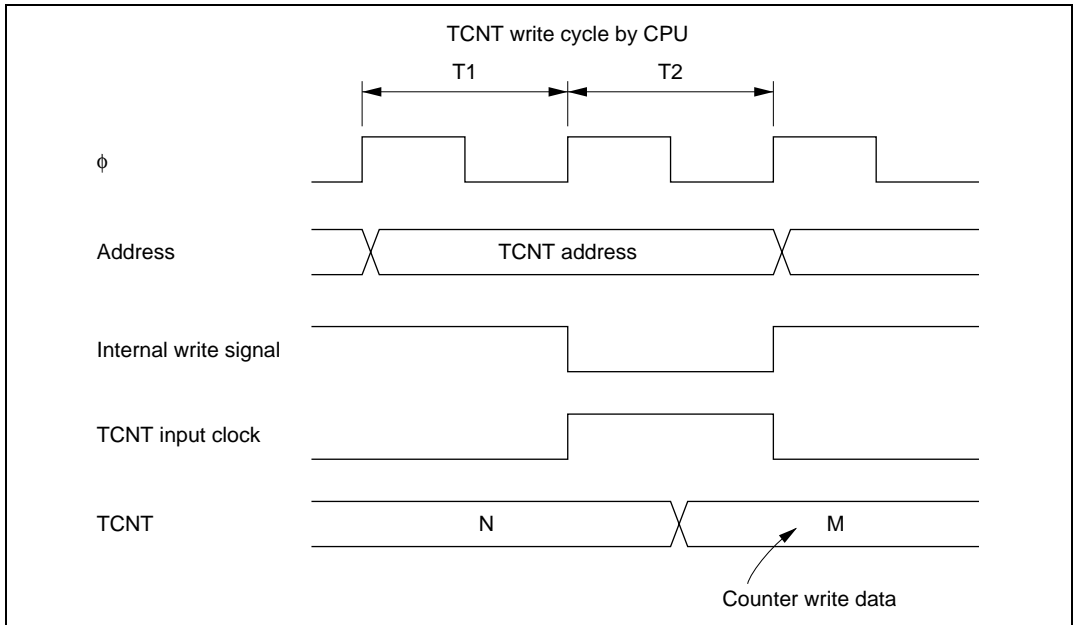 TCNT write cycle by CPU
T1 T2
ϕ
Address TCNT address
Internal write signal
TCNT input clock
TCNT N M
Counter write data